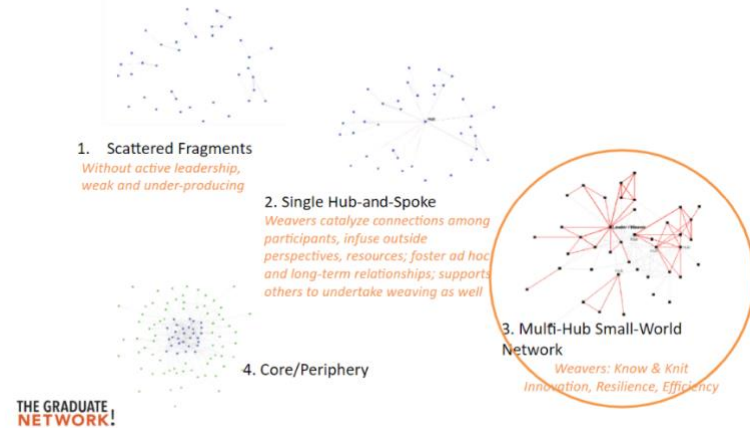 1. Scattered Fragments
Without active leadership,
weak and under-producing
2. Single Hub-and-Spoke
Weavers catalyze connections among
participants, infuse outside
perspectives, resources; foster ad hoc
and long-term relationships; supports
others to undertake weaving as well
3. Multi-Hub Small-World
Network
Weavers: Know & Knit
Innovation, Resilience, Efficiency
4. Core/Periphery
THE GRADUATE
NETWORK!